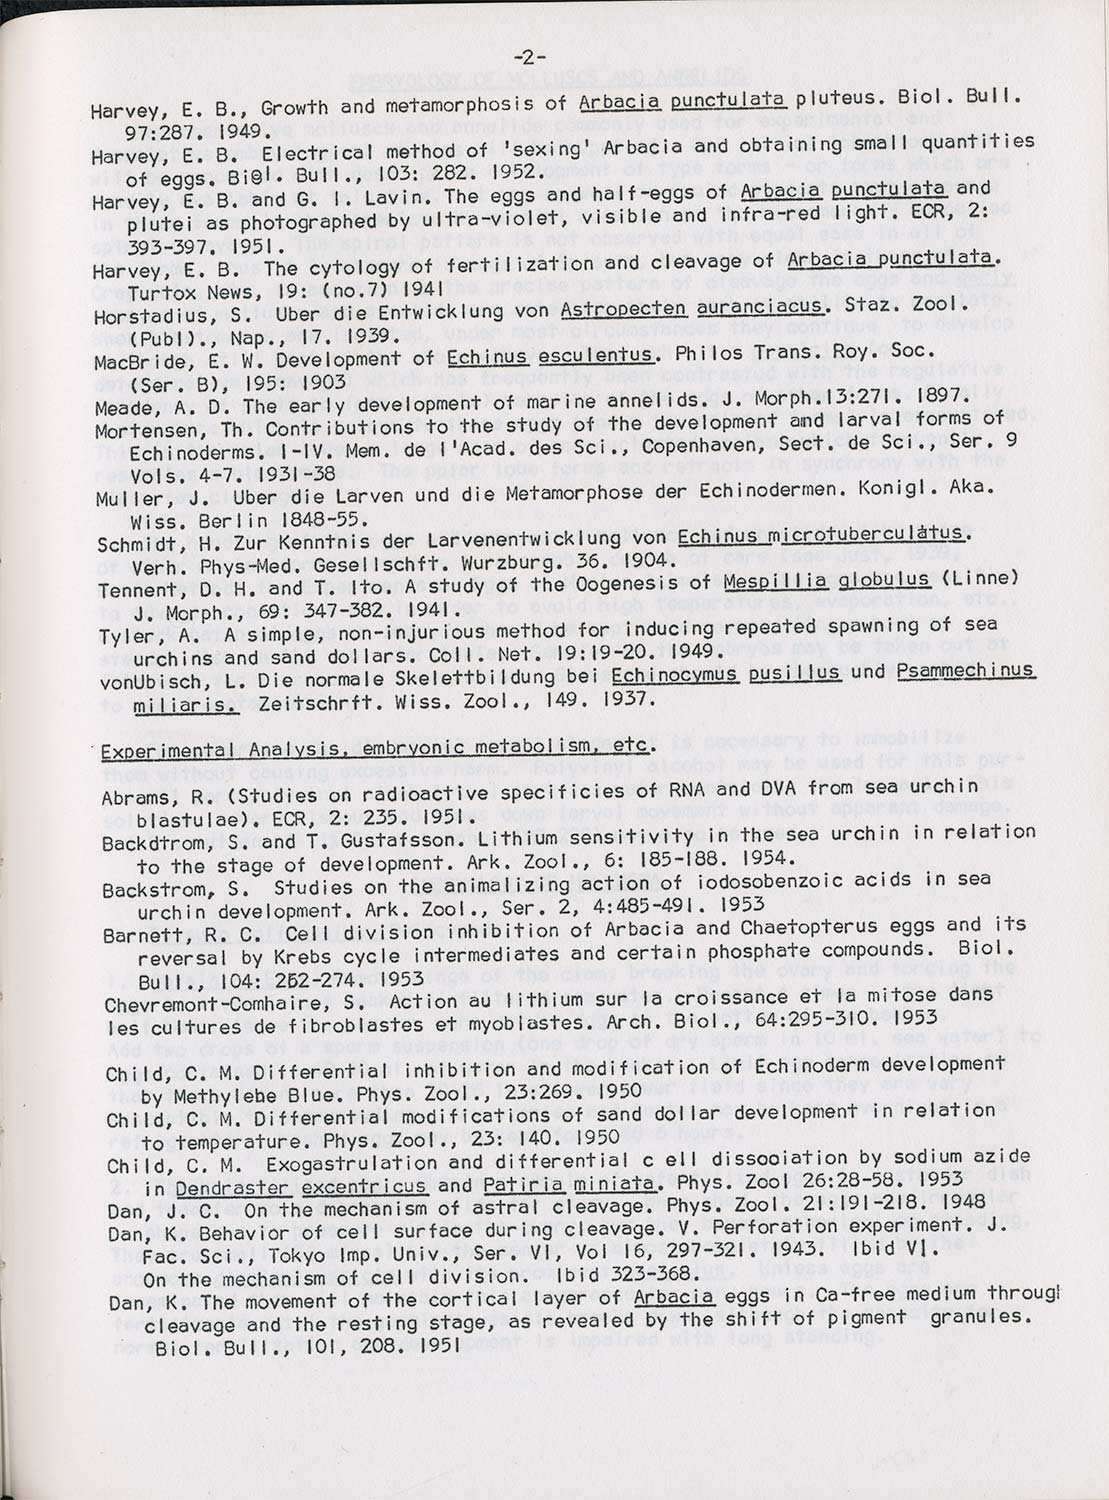 -2-
Harvey, E. B., Growth and metamorphosis of Arbacia punctulata pluteus. Biol. Bull.
97:287. 1949.
Harvey, E. B. Electrical method of 'sexing' Arbacia and obtaining small quantities
of eggs. Biol. Bull., 103: 282. 1952.
Harvey, E. B. and G. I. Lavin. The eggs and half-eggs of Arbacia punctulata and
plutei as photographed by ultra-violet, visible and infra-red light. ECR, 2:
393-397. 1951.
Harvey, E. B. The cytology of fertilization and cleavage of Arbacia punctulata.
Turtox News, 19: (no.7) 1941
Horstadius, S. Uber die Entwicklung von Astropecten auranciacus. Staz. Zool.
(Publ)., Nap., 17. 1939.
MacBride, E. W. Development of Echinus esculentus. Philos Trans. Roy. Soc.
(Ser. B), 195: 1903
Meade, A. D. The early development of marine annelids. J. Morph.13:271. 1897.
Mortensen, Th. Contributions to the study of the development and larval forms of
Echinoderms. I-IV. Mem. de l'Acad. des Sci., Copenhaven, Sect. de Sci., Ser. 9
Vols. 4-7. 1931-38
Muller, J. Uber die Larven und die Metamorphose der Echinodermen. Konigl. Aka.
Wiss. Berlin 1848-55.
Schmidt, H. Zur Kenntnis der Larvenentwicklung von Echinus microtuberculatus.
Verh. Phys-Med. Gesellschft. Wurzburg. 36. 1904.
Tennent, D. H. and T. Ito. A study of the Oogenesis of Mespillia globulus (Linne)
J. Morph., 69: 347-382. 1941.
Tyler, A. A simple, non-injurious method for inducing repeated spawning of sea
urchins and sand dollars. Coll. Net. 19:19-20. 1949.
vonUbisch, L. Die normale Skelettbildung bei Echinocymus pusillus und Psammechinus
miliaris. Zeitschrft. Wiss. Zool., 149. 1937.
Experimental Analysis, embryonic metabolism, etc.
Abrams, R. (Studies on radioactive specificies of RNA and DVA from sea urchin
blastulae). ECR, 2: 235. 1951.
Backdtrom, S. and T. Gustafsson. Lithium sensitivity in the sea urchin in relation
to the stage of development. Ark. Zool., 6: 185-188. 1954.
Backstrom, S. Studies on the animalizing action of iodosobenzoic acids in sea
urchin development. Ark. Zool., Ser. 2, 4:485-491. 1953
Barnett, R. C. Cell division inhibition of Arbacia and Chaetopterus eggs and its
reversal by Krebs cycle intermediates and certain phosphate compounds. Biol.
Bull., 104: 262-274. 1953
Chevremont-Comhaire, S. Action au lithium sur la croissance et la mitose dans
les cultures de fibroblastes et myoblastes. Arch. Biol., 64:295-310. 1953
Child, C. M. Differential inhibition and modification of Echinoderm development
by Methylebe Blue. Phys. Zool., 23:269. 1950
Child, C. M. Differential modifications of sand dollar development in relation
to temperature. Phys. Zool., 23: 140. 1950
Child, C. M. Exogastrulation and differential c ell dissociation by sodium azide
in Dendraster excentricus and Patiria miniata. Phys. Zool 26:28-58. 1953
Dan, J. C. On the mechanism of astral cleavage. Phys. Zool. 21:191-218. 1948
Dan, K. Behavior of cell surface during cleavage. V. Perforation experiment. J.
Fac. Sci., Tokyo Imp. Univ., Ser. VI, Vol 16, 297-321. 1943. Ibid VI.
On the mechanism of cell division. Ibid 323-368.
Dan, K. The movement of the cortical layer of Arbacia eggs in Ca-free medium through
cleavage and the resting stage, as revealed by the shift of pigment granules.
Biol. Bull., 101, 208. 1951